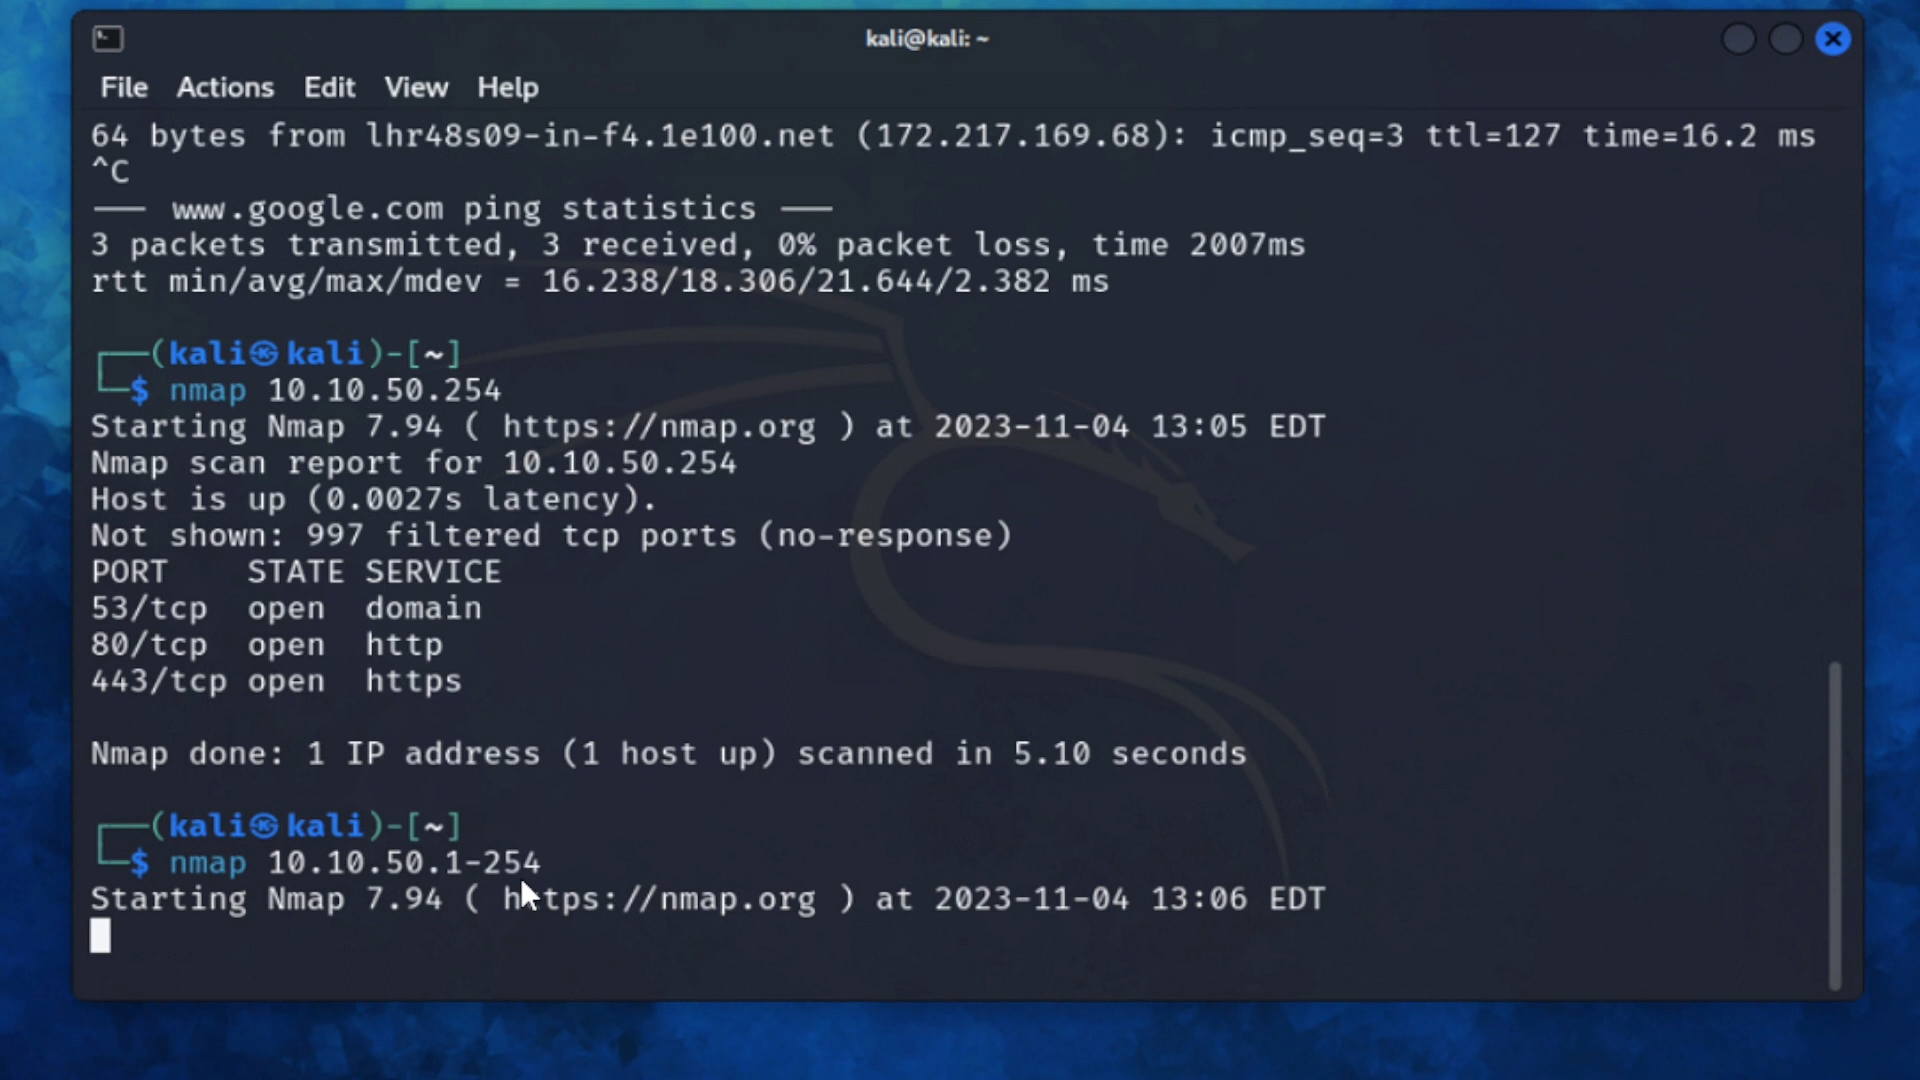 kali@kali: ~
File Actions Edit View Help
64 bytes from lhr48s09-in-f4.1e100.net (172.217.169.68): icmp_seq=3 ttl=127 time=16.2 ms
^C
--- www.google.com ping statistics ---
3 packets transmitted, 3 received, 0% packet loss, time 2007ms
rtt min/avg/max/mdev = 16.238/18.306/21.644/2.382 ms
┌──(kali㉿kali)-[~]
└─$ nmap 10.10.50.254
Starting Nmap 7.94 ( https://nmap.org ) at 2023-11-04 13:05 EDT
Nmap scan report for 10.10.50.254
Host is up (0.0027s latency).
Not shown: 997 filtered tcp ports (no-response)
PORT    STATE SERVICE
53/tcp  open  domain
80/tcp  open  http
443/tcp open  https
Nmap done: 1 IP address (1 host up) scanned in 5.10 seconds
┌──(kali㉿kali)-[~]
└─$ nmap 10.10.50.1-254
Starting Nmap 7.94 ( https://nmap.org ) at 2023-11-04 13:06 EDT